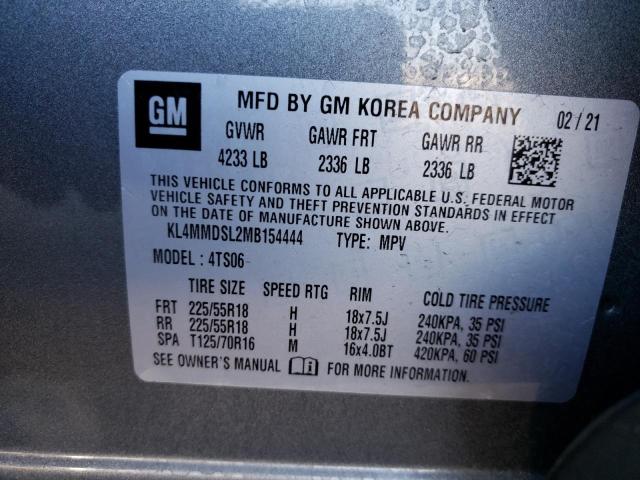 GM
MFD BY GM KOREA COMPANY 02/21
GVWR GAWR FRT GAWR RR
4233 LB 2336 LB 2336 LB
THIS VEHICLE CONFORMS TO ALL APPLICABLE U.S. FEDERAL MOTOR
VEHICLE SAFETY AND THEFT PREVENTION STANDARDS IN EFFECT
ON THE DATE OF MANUFACTURE SHOWN ABOVE.
KL4MMDSL2MB154444 TYPE: MPV
MODEL: 4TS06
TIRE SIZE SPEED RTG RIM COLD TIRE PRESSURE
FRT 225/55R18 H 18x7.5J 240KPA, 35 PSI
RR 225/55R18 H 18x7.5J 240KPA, 35 PSI
SPA T125/70R16 M 16x4.0BT 420KPA, 60 PSI
SEE OWNER'S MANUAL FOR MORE INFORMATION.